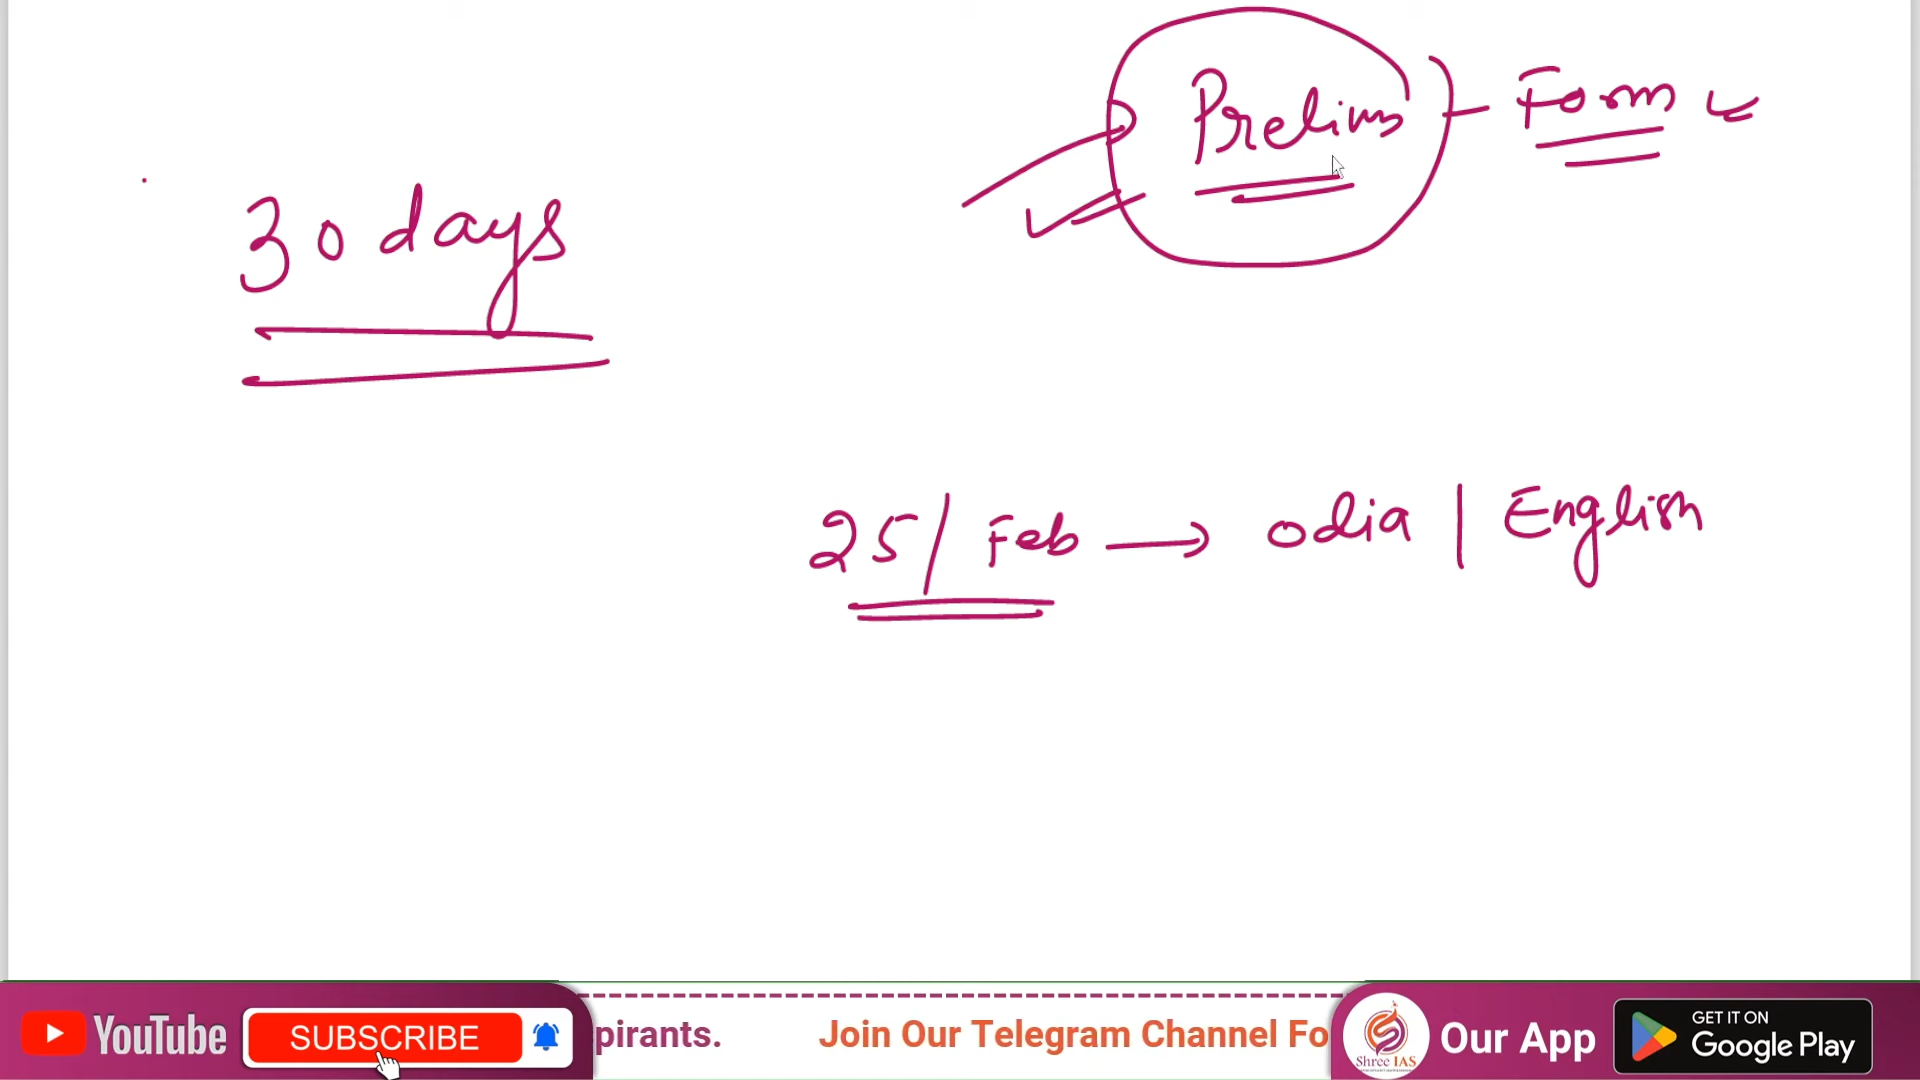 Prelims - Form
30 days
25/Feb → odia | English
YouTube SUBSCRIBE pirants. Join Our Telegram Channel Fo Shree IAS Our App GET IT ON Google Play